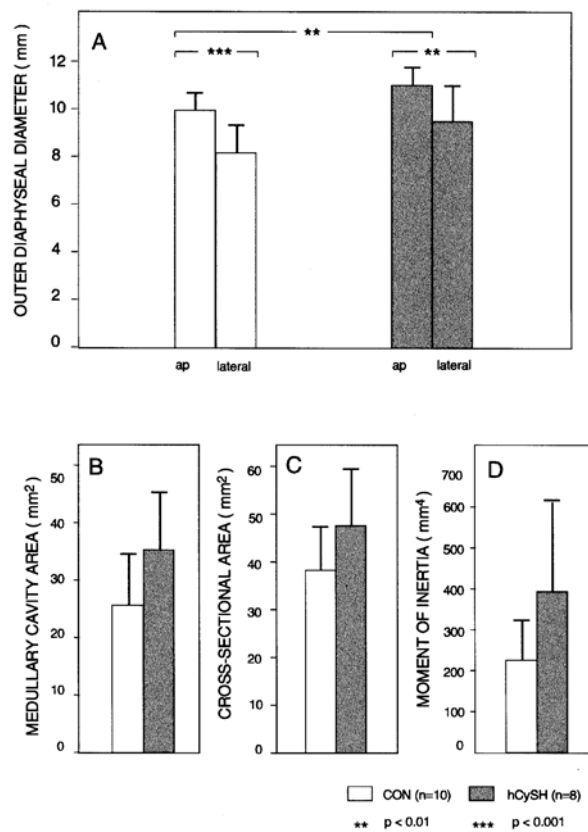 A
**
***
**
OUTER DIAPHYSEAL DIAMETER ( mm )
12
10
8
6
4
2
0
ap lateral ap lateral
B
MEDULLARY CAVITY AREA ( mm2 )
50
40
30
20
10
0
C
CROSS-SECTIONAL AREA ( mm2 )
60
50
40
30
20
10
0
D
MOMENT OF INERTIA ( mm4 )
700
600
500
400
300
200
100
0
CON (n=10) hCySH (n=8)
** p < 0.01 *** p < 0.001